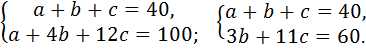 {a + b + c = 40, {a + b + c = 40,
a + 4b + 12c = 100; 3b + 11c = 60.